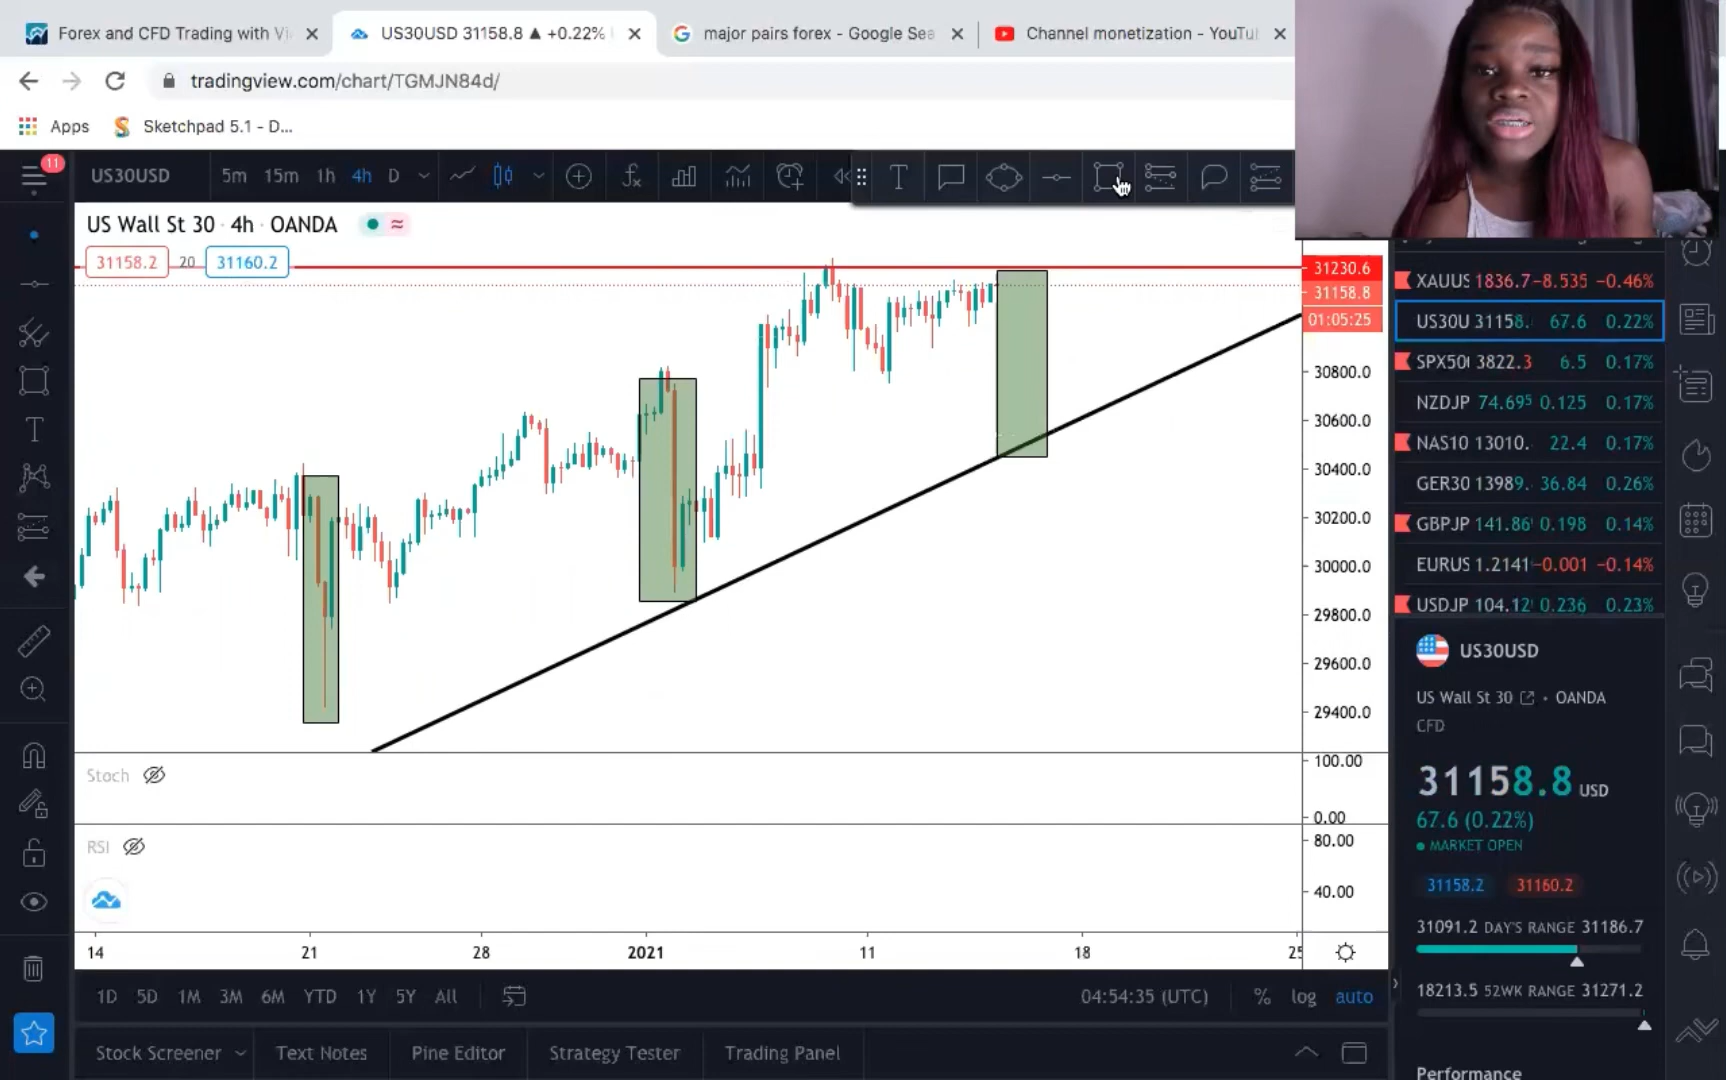 Forex and CFD Trading with Vi
US30USD 31158.8 ▲ +0.22%
major pairs forex - Google Sea
Channel monetization - YouTu
tradingview.com/chart/TGMJN84d/
Apps
Sketchpad 5.1 - D...
11
US30USD 5m 15m 1h 4h D
US Wall St 30 · 4h · OANDA
31158.2 20 31160.2
31230.6
31158.8
01:05:25
30800.0
30600.0
30400.0
30200.0
30000.0
29800.0
29600.0
29400.0
Stoch
100.00
0.00
RSI
80.00
40.00
14 21 28 2021 11 18 25
1D 5D 1M 3M 6M YTD 1Y 5Y All
04:54:35 (UTC) % log auto
Stock Screener Text Notes Pine Editor Strategy Tester Trading Panel
XAUUS 1836.7 -8.535 -0.46%
US30U 31158. 67.6 0.22%
SPX50 3822.3 6.5 0.17%
NZDJP 74.695 0.125 0.17%
NAS10 13010. 22.4 0.17%
GER30 13989. 36.84 0.26%
GBPJP 141.86 0.198 0.14%
EURUS 1.2141 -0.001 -0.14%
USDJP 104.12 0.236 0.23%
US30USD
US Wall St 30 · OANDA
CFD
31158.8 USD
67.6 (0.22%)
MARKET OPEN
31158.2 31160.2
31091.2 DAY'S RANGE 31186.7
18213.5 52WK RANGE 31271.2
Performance